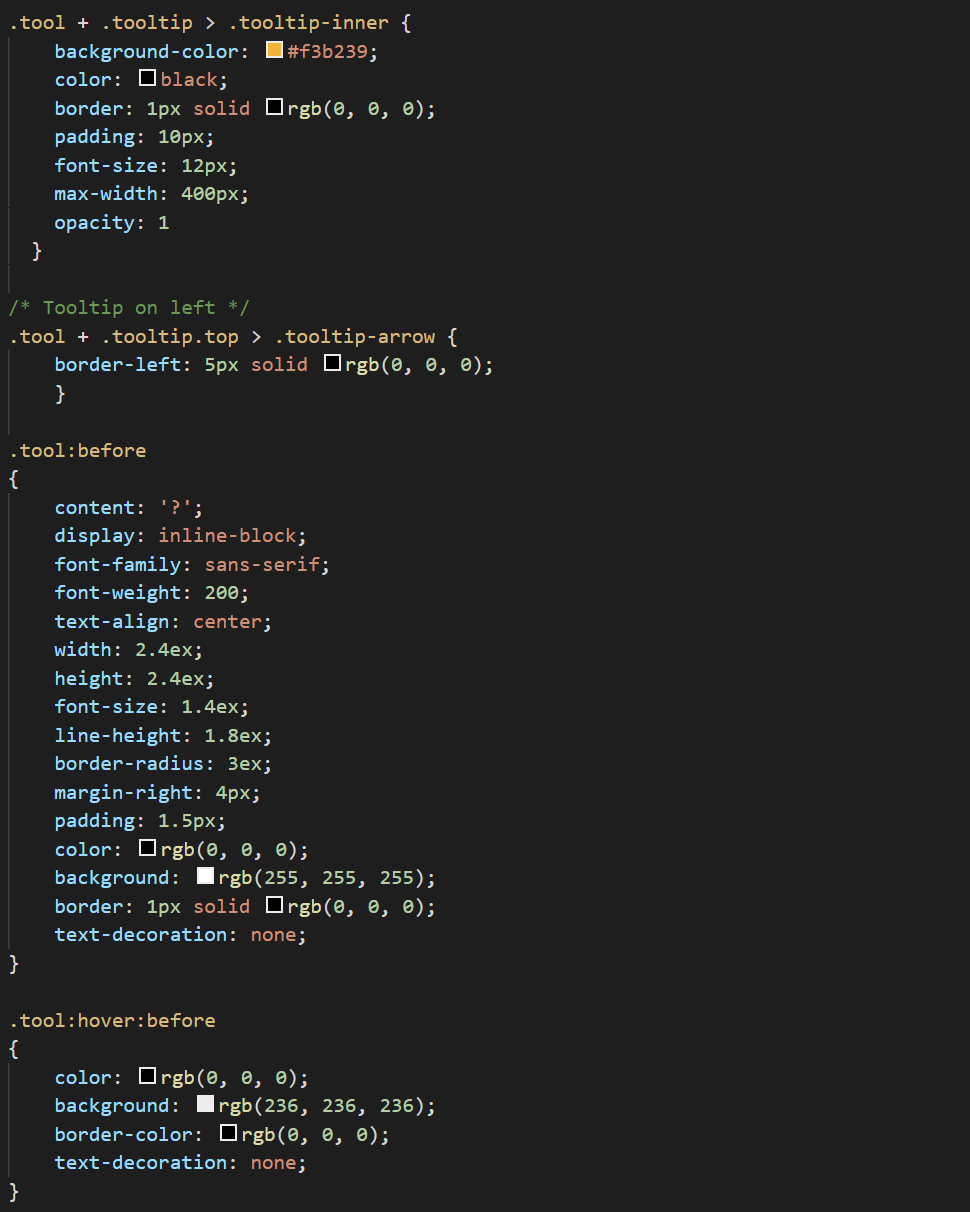 .tool + .tooltip > .tooltip-inner {
    background-color: #f3b239;
    color: black;
    border: 1px solid rgb(0, 0, 0);
    padding: 10px;
    font-size: 12px;
    max-width: 400px;
    opacity: 1
  }

/* Tooltip on left */
.tool + .tooltip.top > .tooltip-arrow {
    border-left: 5px solid rgb(0, 0, 0);
    }

.tool:before
{
    content: '?';
    display: inline-block;
    font-family: sans-serif;
    font-weight: 200;
    text-align: center;
    width: 2.4ex;
    height: 2.4ex;
    font-size: 1.4ex;
    line-height: 1.8ex;
    border-radius: 3ex;
    margin-right: 4px;
    padding: 1.5px;
    color: rgb(0, 0, 0);
    background: rgb(255, 255, 255);
    border: 1px solid rgb(0, 0, 0);
    text-decoration: none;
}

.tool:hover:before
{
    color: rgb(0, 0, 0);
    background: rgb(236, 236, 236);
    border-color: rgb(0, 0, 0);
    text-decoration: none;
}